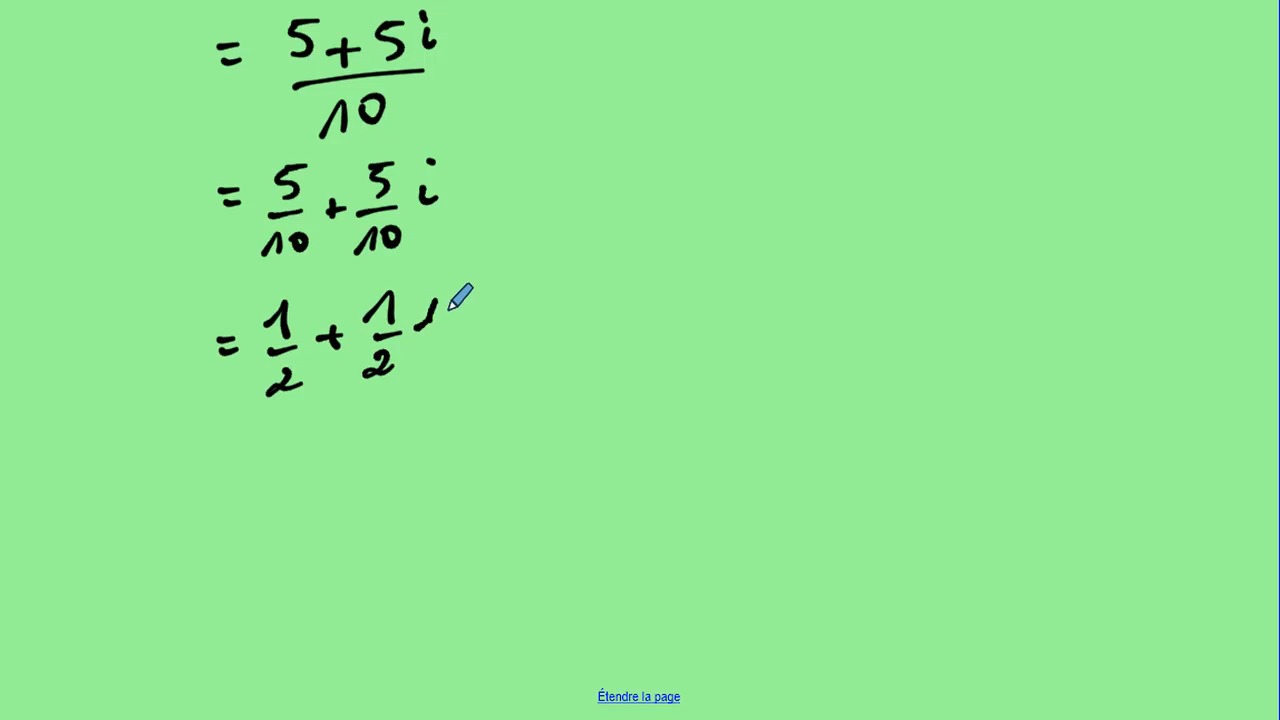 = (5 + 5i)/10
= 5/10 + 5/10 i
= 1/2 + 1/2
Étendre la page